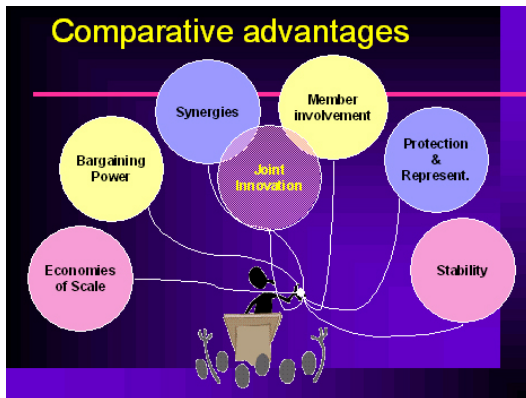 Comparative advantages
Synergies
Member
involvement
Bargaining
Power
Joint
Innovation
Protection
&
Represent.
Economies
of Scale
Stability